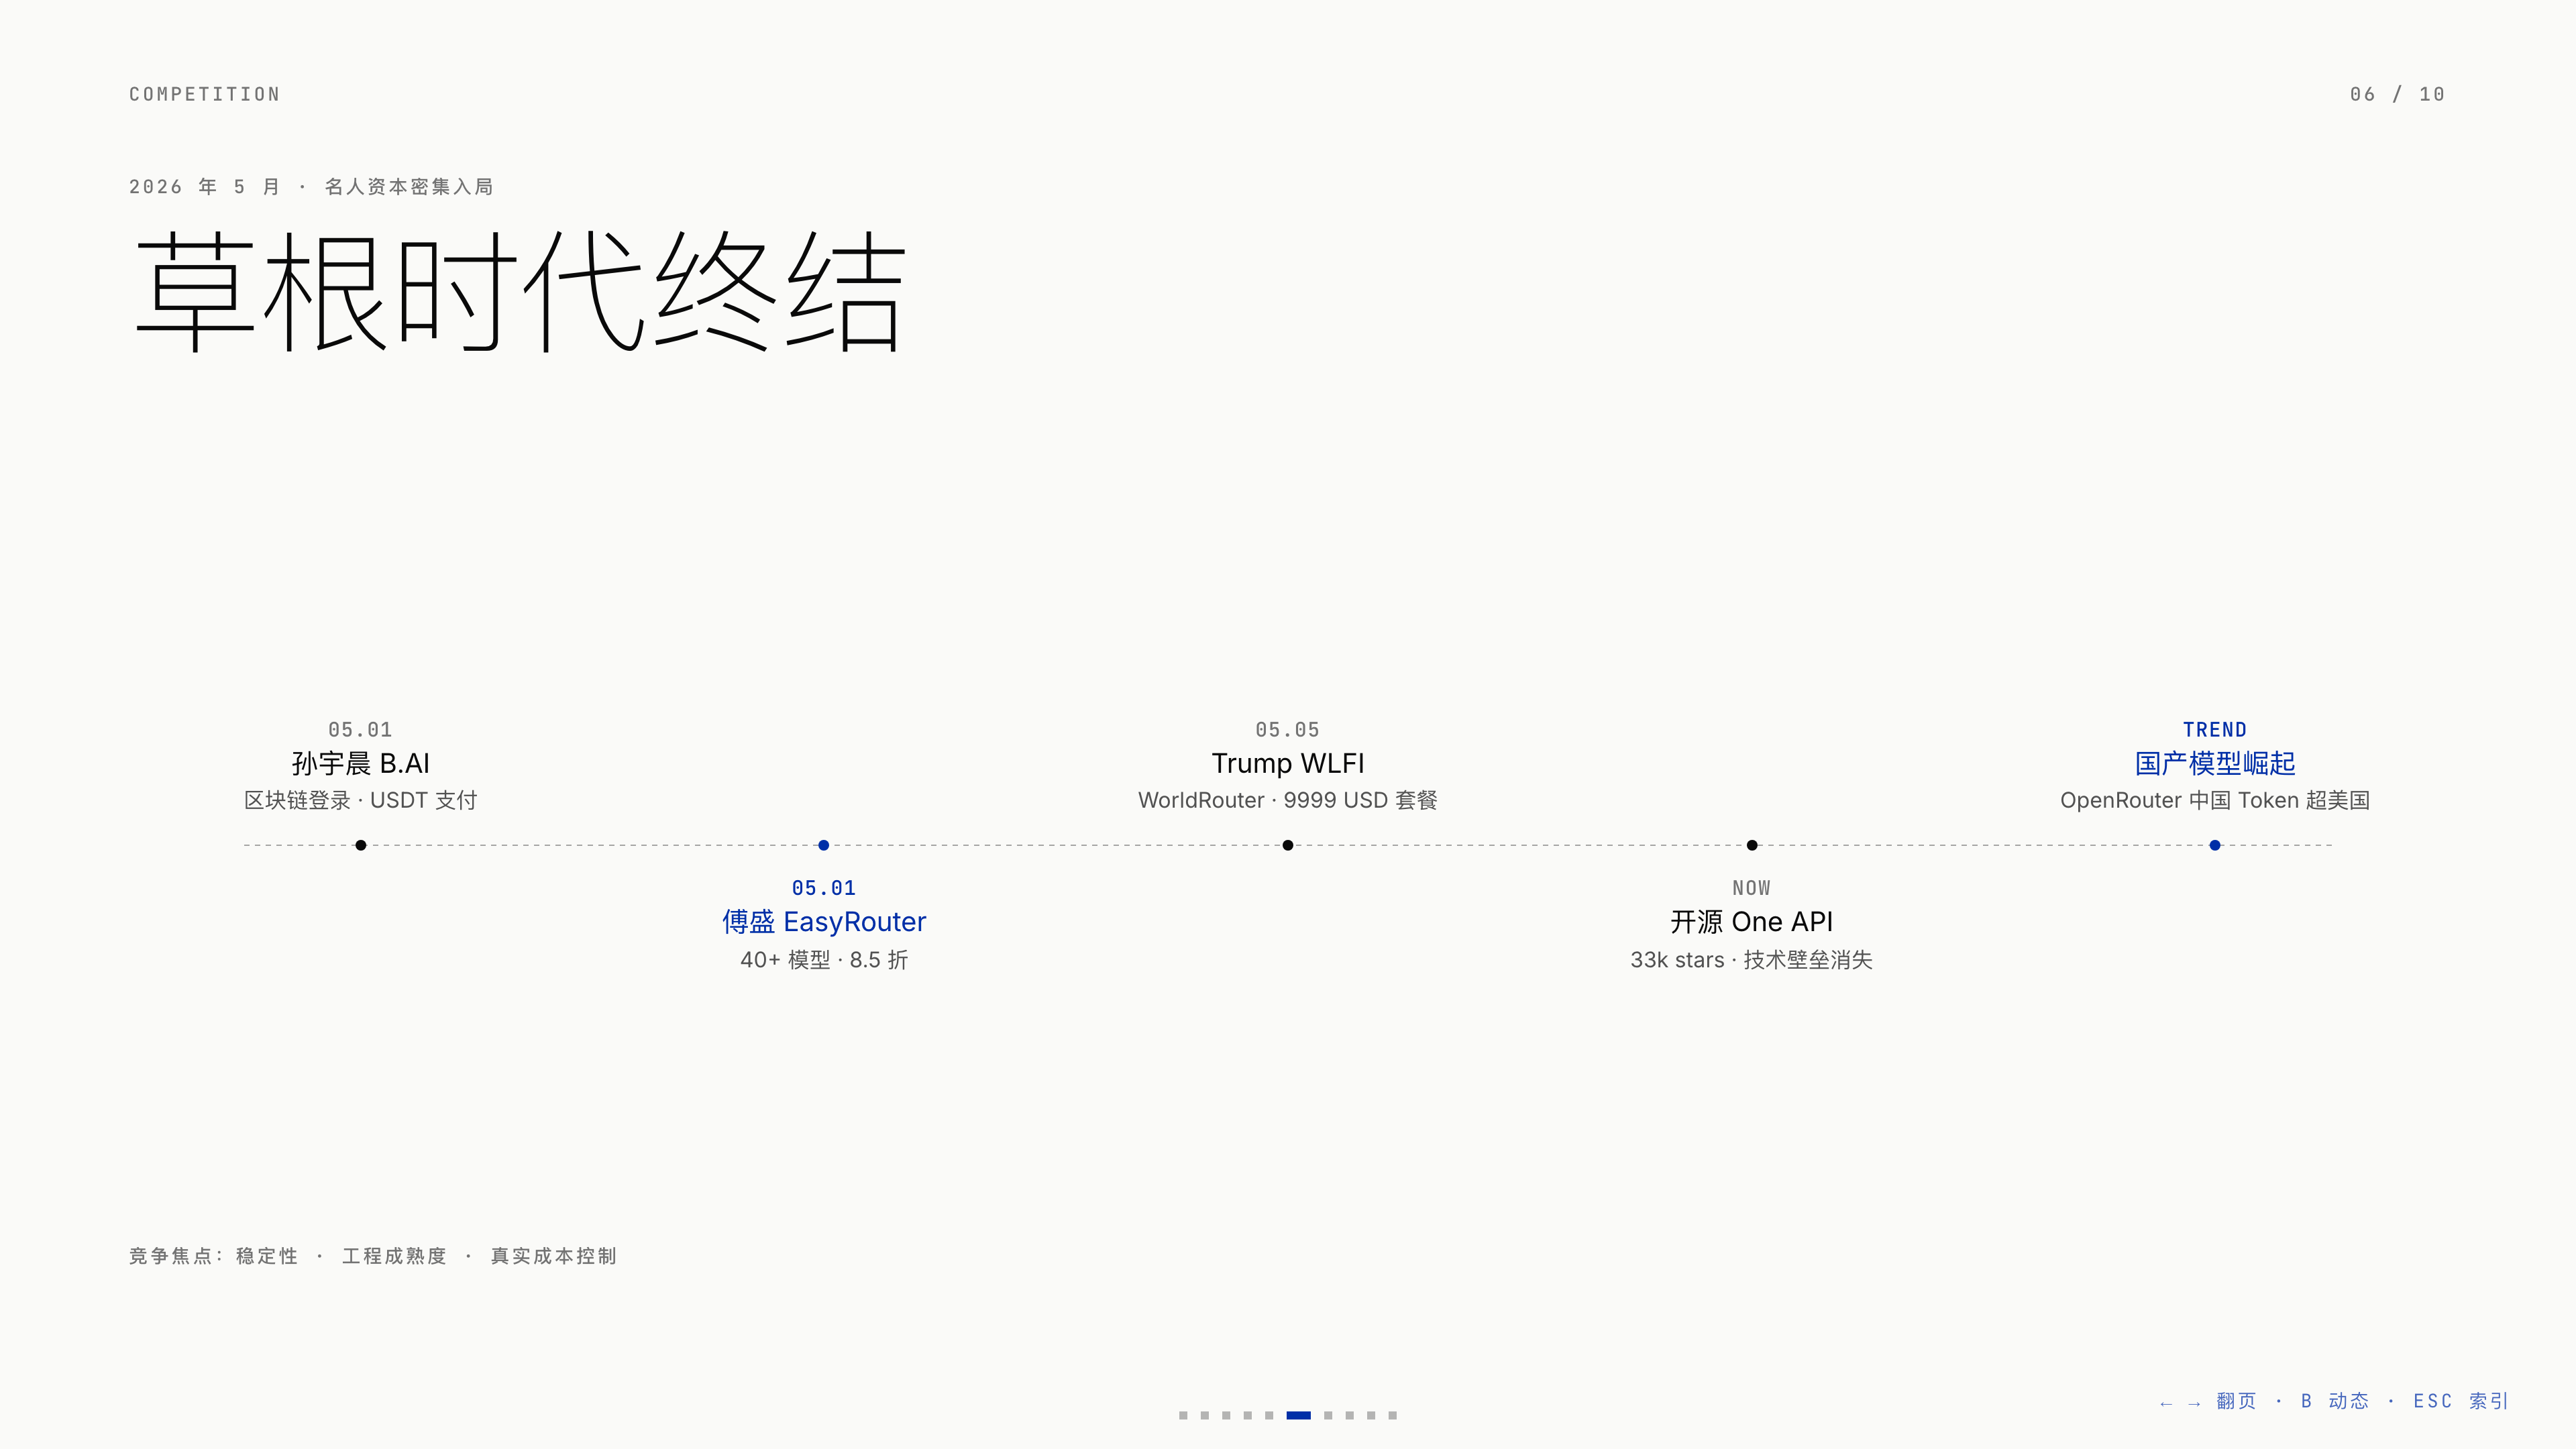 COMPETITION
06 / 10
2026 年 5 月 · 名人资本密集入局
草根时代终结
05.01
孙宇晨 B.AI
区块链登录 · USDT 支付
05.01
傅盛 EasyRouter
40+ 模型 · 8.5 折
05.05
Trump WLFI
WorldRouter · 9999 USD 套餐
NOW
开源 One API
33k stars · 技术壁垒消失
TREND
国产模型崛起
OpenRouter 中国 Token 超美国
竞争焦点: 稳定性 · 工程成熟度 · 真实成本控制
← → 翻页 · B 动态 · ESC 索引